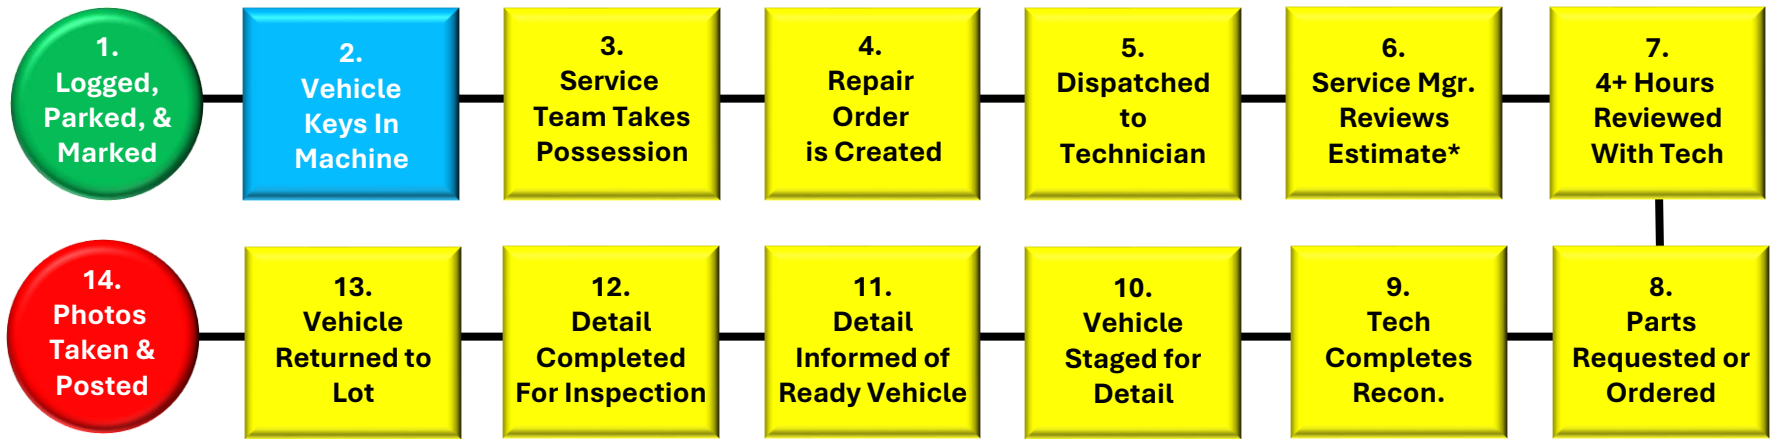 1.
Logged,
Parked, &
Marked
2.
Vehicle
Keys In
Machine
3.
Service
Team Takes
Possession
4.
Repair
Order
is Created
5.
Dispatched
to
Technician
6.
Service Mgr.
Reviews
Estimate*
7.
4+ Hours
Reviewed
With Tech
8.
Parts
Requested or
Ordered
9.
Tech
Completes
Recon.
10.
Vehicle
Staged for
Detail
11.
Detail
Informed of
Ready Vehicle
12.
Detail
Completed
For Inspection
13.
Vehicle
Returned to
Lot
14.
Photos
Taken &
Posted